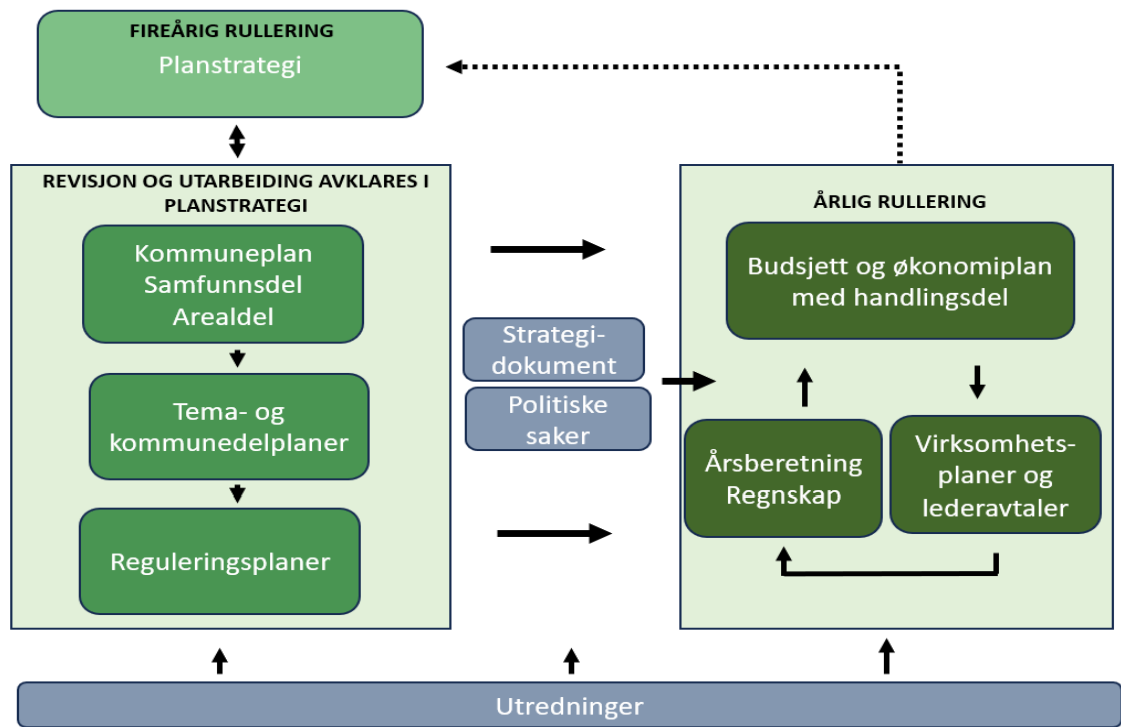 FIREÅRIG RULLERING
Planstrategi
REVISJON OG UTARBEIDING AVKLARES I
PLANSTRATEGI
Kommuneplan
Samfunnsdel
Arealdel
Tema- og
kommunedelplaner
Reguleringsplaner
Strategi-
dokument
Politiske
saker
ÅRLIG RULLERING
Budsjett og økonomiplan
med handlingsdel
Årsberetning
Regnskap
Virksomhets-
planer og
lederavtaler
Utredninger